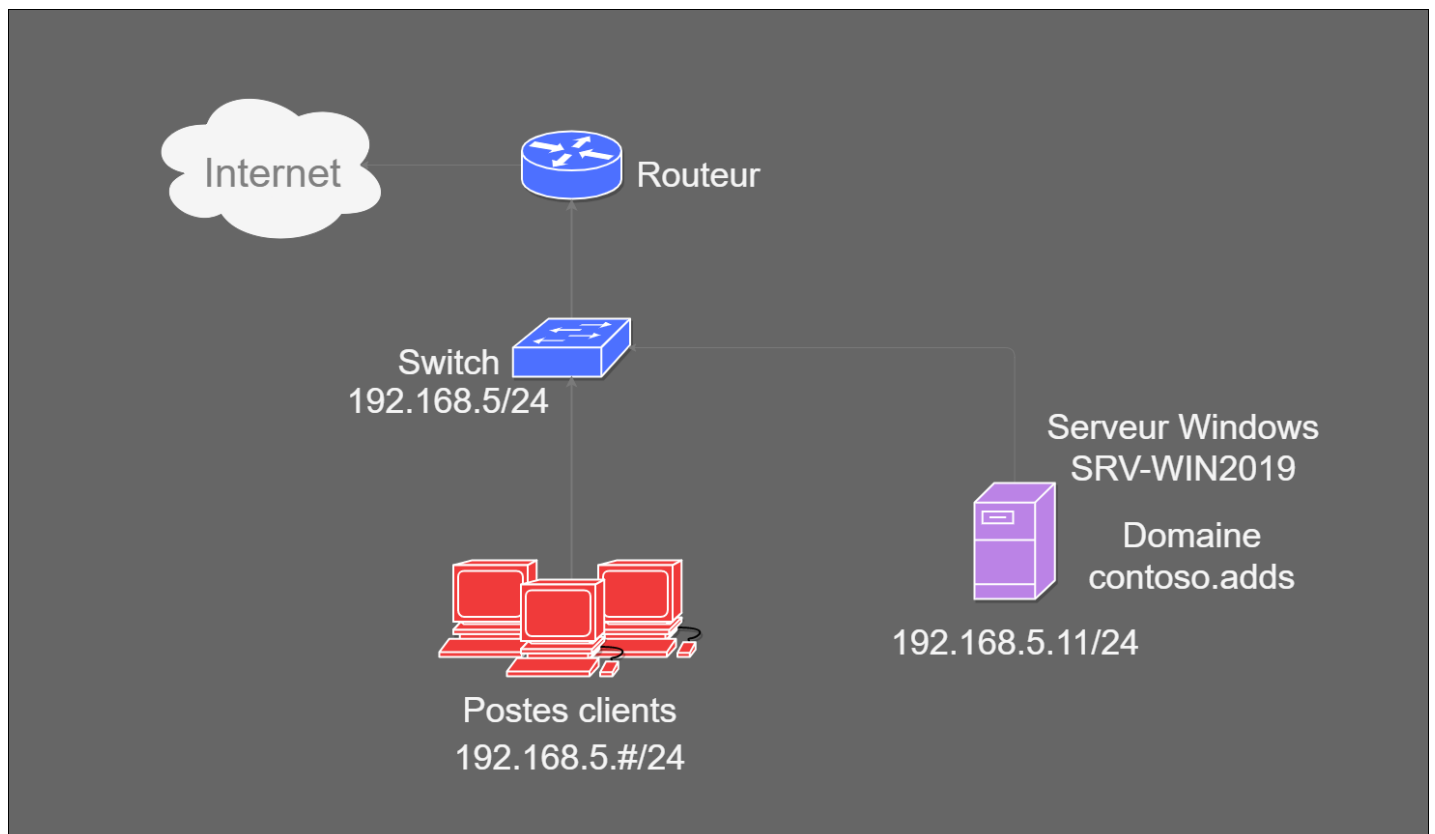 Internet
Routeur
Switch
192.168.5/24
Serveur Windows
SRV-WIN2019
Domaine
contoso.adds
192.168.5.11/24
Postes clients
192.168.5.#/24